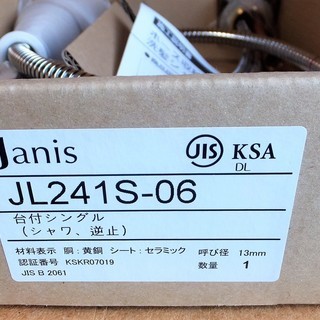 Janis
JIS KSA
DL
JL241S-06
台付シングル
(シャワ、逆止)
材料表示 胴:黄銅 シート:セラミック 呼び径 13mm
認証番号 KSKR07019 数量 1
JIS B 2061